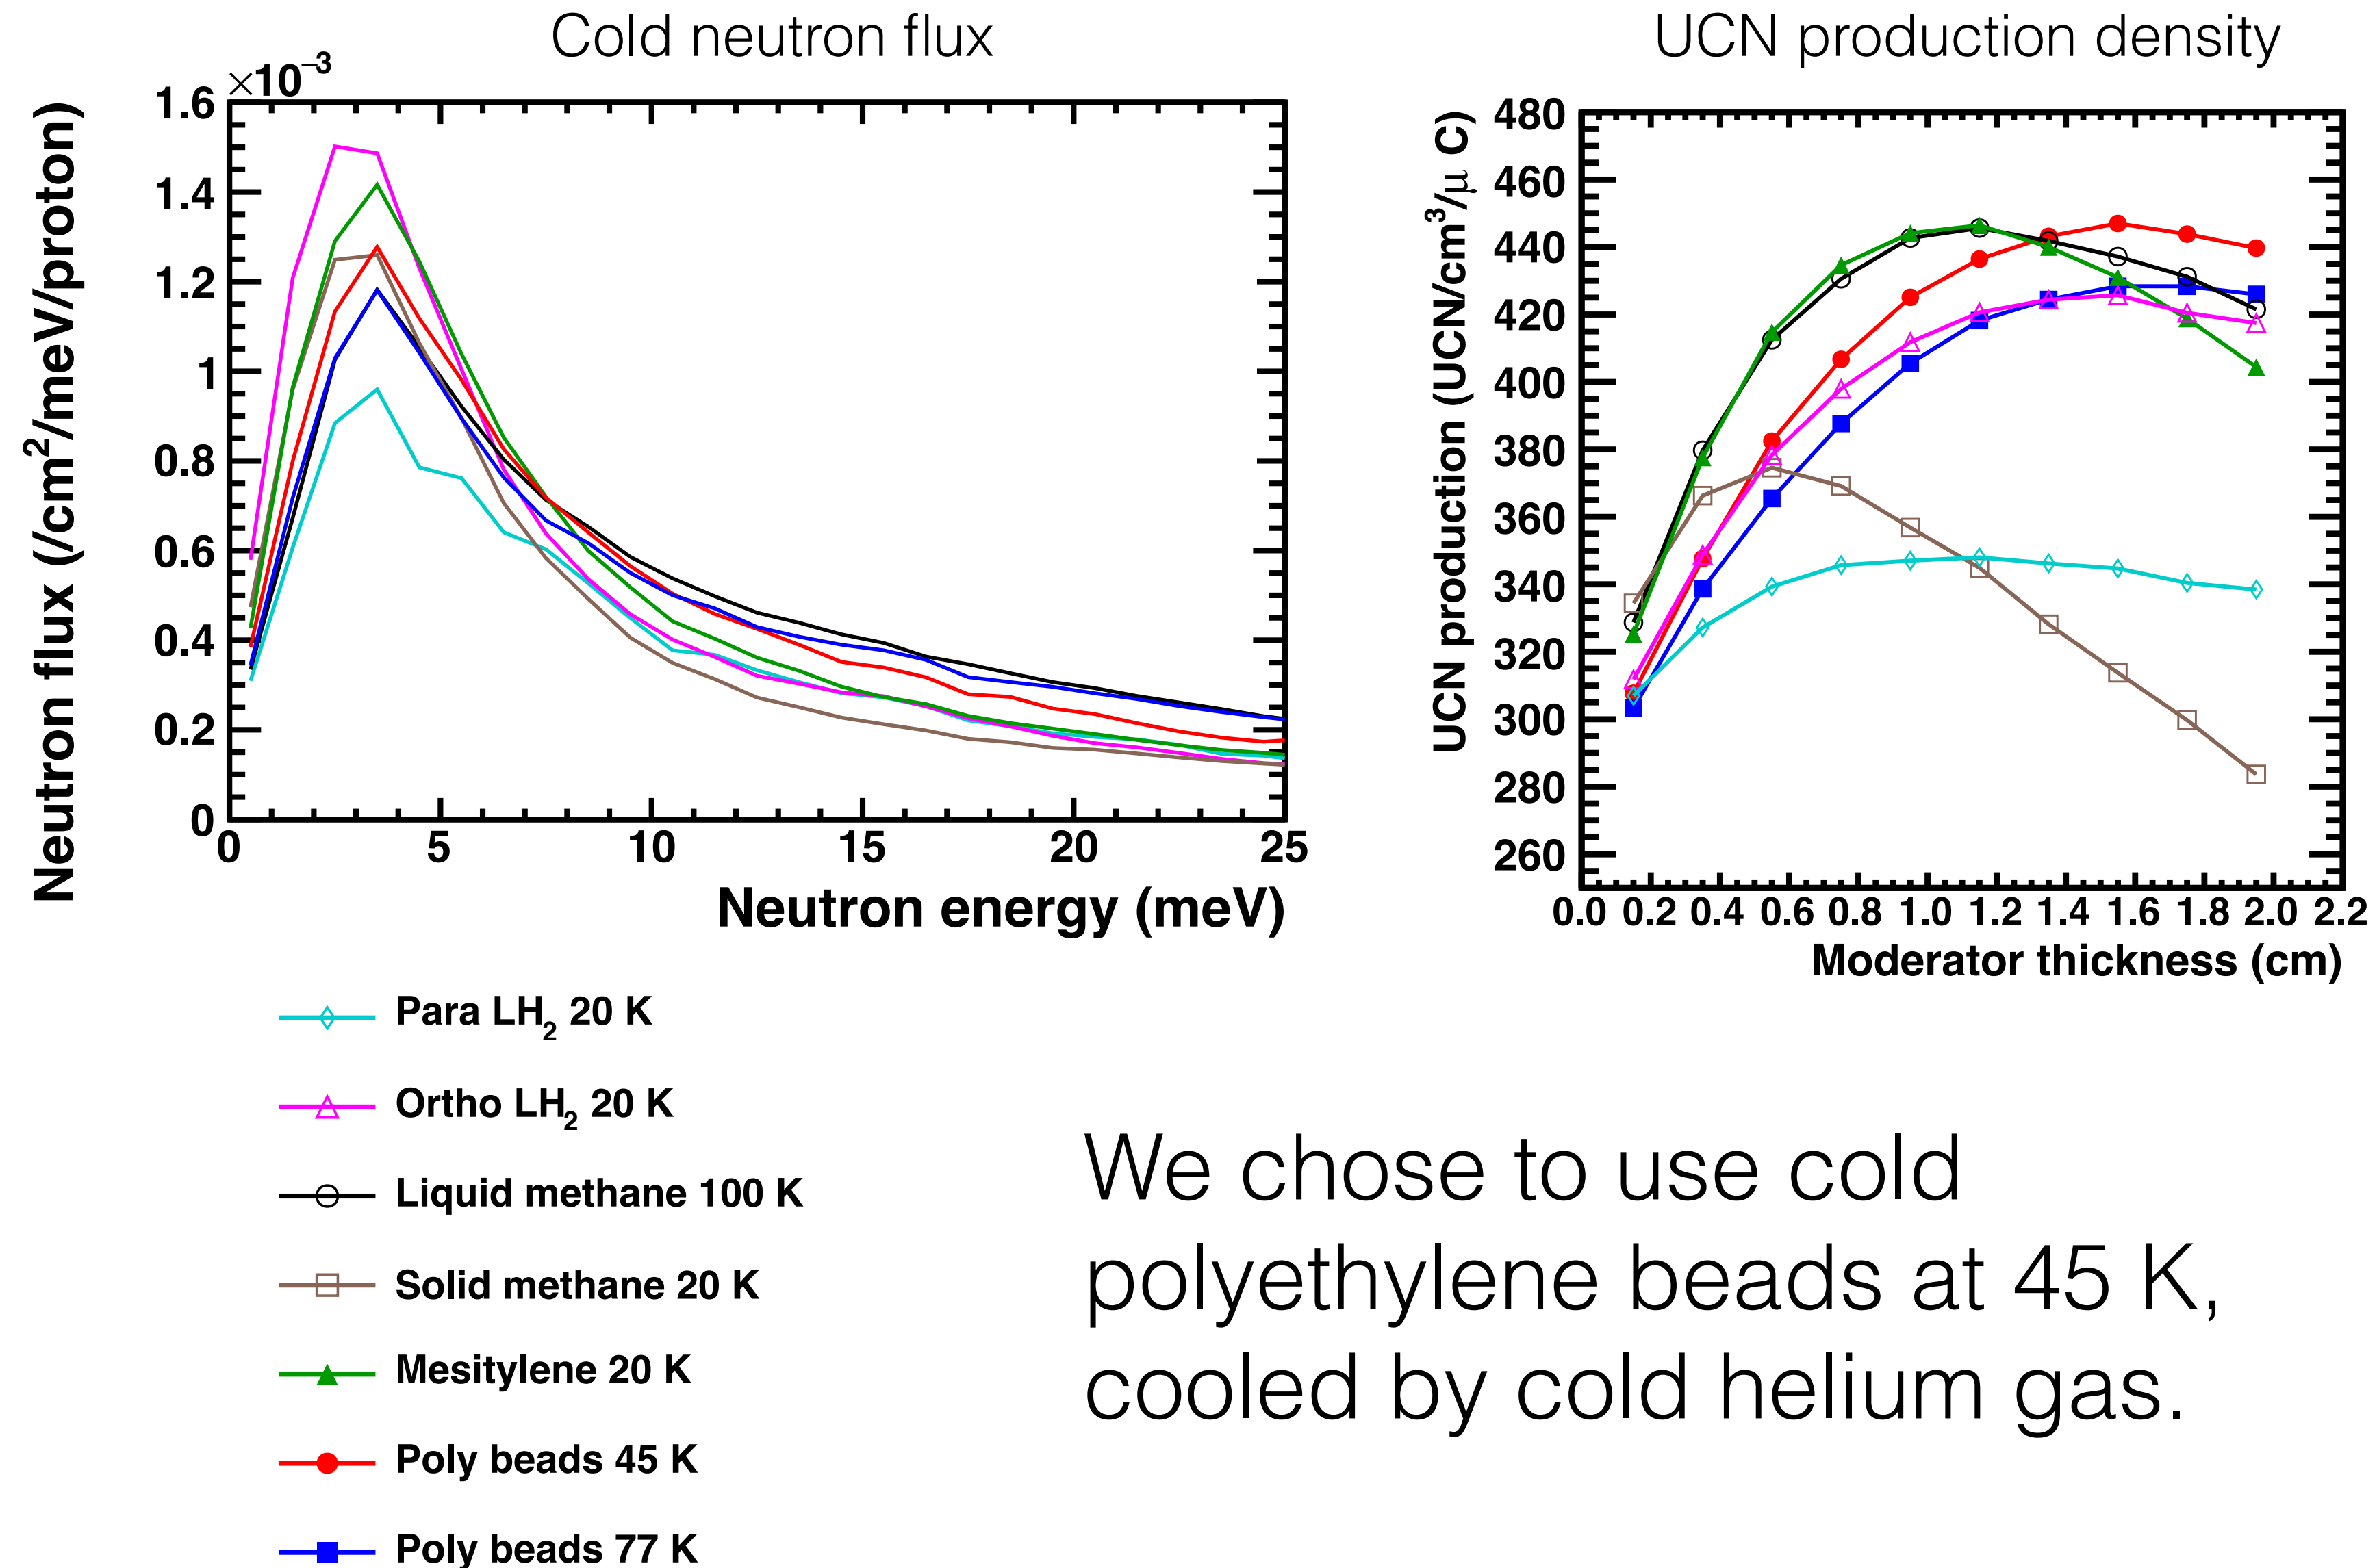 Cold neutron flux
UCN production density
×10⁻³
Neutron flux (/cm²/meV/proton)
1.6
1.4
1.2
1
0.8
0.6
0.4
0.2
0
0 5 10 15 20 25
Neutron energy (meV)
UCN production (UCN/cm³/μ C)
480
460
440
420
400
380
360
340
320
300
280
260
0.0 0.2 0.4 0.6 0.8 1.0 1.2 1.4 1.6 1.8 2.0 2.2
Moderator thickness (cm)
Para LH₂ 20 K
Ortho LH₂ 20 K
Liquid methane 100 K
Solid methane 20 K
Mesitylene 20 K
Poly beads 45 K
Poly beads 77 K
We chose to use cold
polyethylene beads at 45 K,
cooled by cold helium gas.